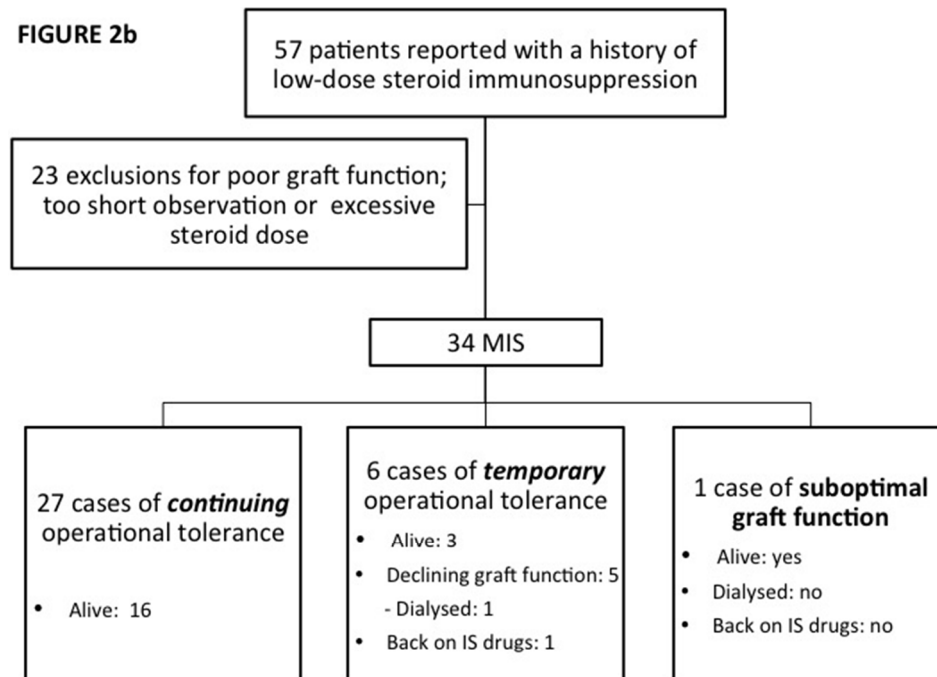 FIGURE 2b
57 patients reported with a history of
low-dose steroid immunosuppression
23 exclusions for poor graft function;
too short observation or excessive
steroid dose
34 MIS
27 cases of continuing
operational tolerance
• Alive: 16
6 cases of temporary
operational tolerance
• Alive: 3
• Declining graft function: 5
- Dialysed: 1
• Back on IS drugs: 1
1 case of suboptimal
graft function
• Alive: yes
• Dialysed: no
• Back on IS drugs: no